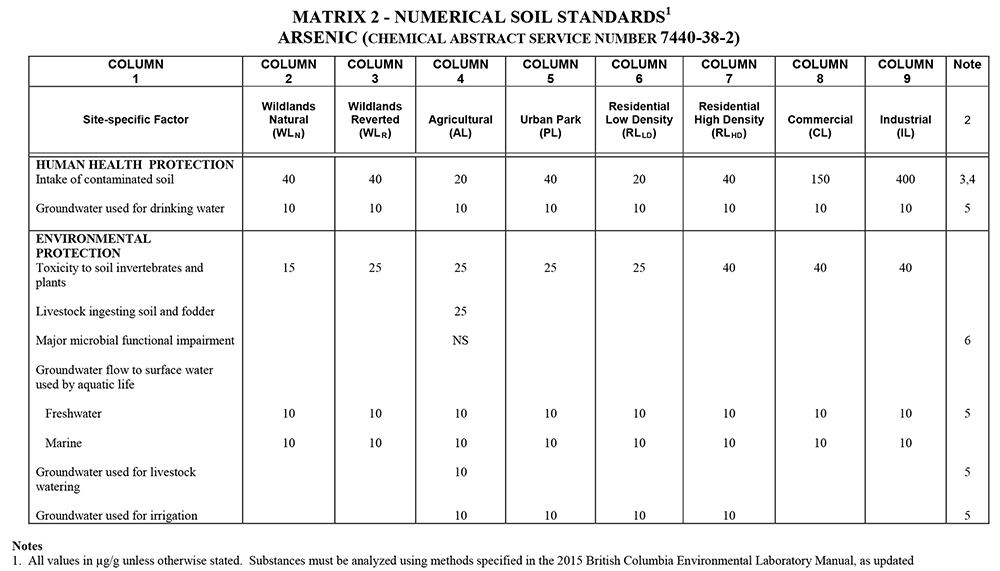 MATRIX 2 - NUMERICAL SOIL STANDARDS1
ARSENIC (CHEMICAL ABSTRACT SERVICE NUMBER 7440-38-2)
COLUMN 1 COLUMN 2 COLUMN 3 COLUMN 4 COLUMN 5 COLUMN 6 COLUMN 7 COLUMN 8 COLUMN 9 Note
Site-specific Factor Wildlands Natural (WLN) Wildlands Reverted (WLR) Agricultural (AL) Urban Park (PL) Residential Low Density (RLLD) Residential High Density (RLHD) Commercial (CL) Industrial (IL) 2
HUMAN HEALTH PROTECTION
Intake of contaminated soil 40 40 20 40 20 40 150 400 3,4
Groundwater used for drinking water 10 10 10 10 10 10 10 10 5
ENVIRONMENTAL
PROTECTION
Toxicity to soil invertebrates and 15 25 25 25 25 40 40 40
plants
Livestock ingesting soil and fodder 25
Major microbial functional impairment NS 6
Groundwater flow to surface water
used by aquatic life
Freshwater 10 10 10 10 10 10 10 10 5
Marine 10 10 10 10 10 10 10 10
Groundwater used for livestock 10 5
watering
Groundwater used for irrigation 10 10 10 10 5
Notes
1. All values in µg/g unless otherwise stated. Substances must be analyzed using methods specified in the 2015 British Columbia Environmental Laboratory Manual, as updated